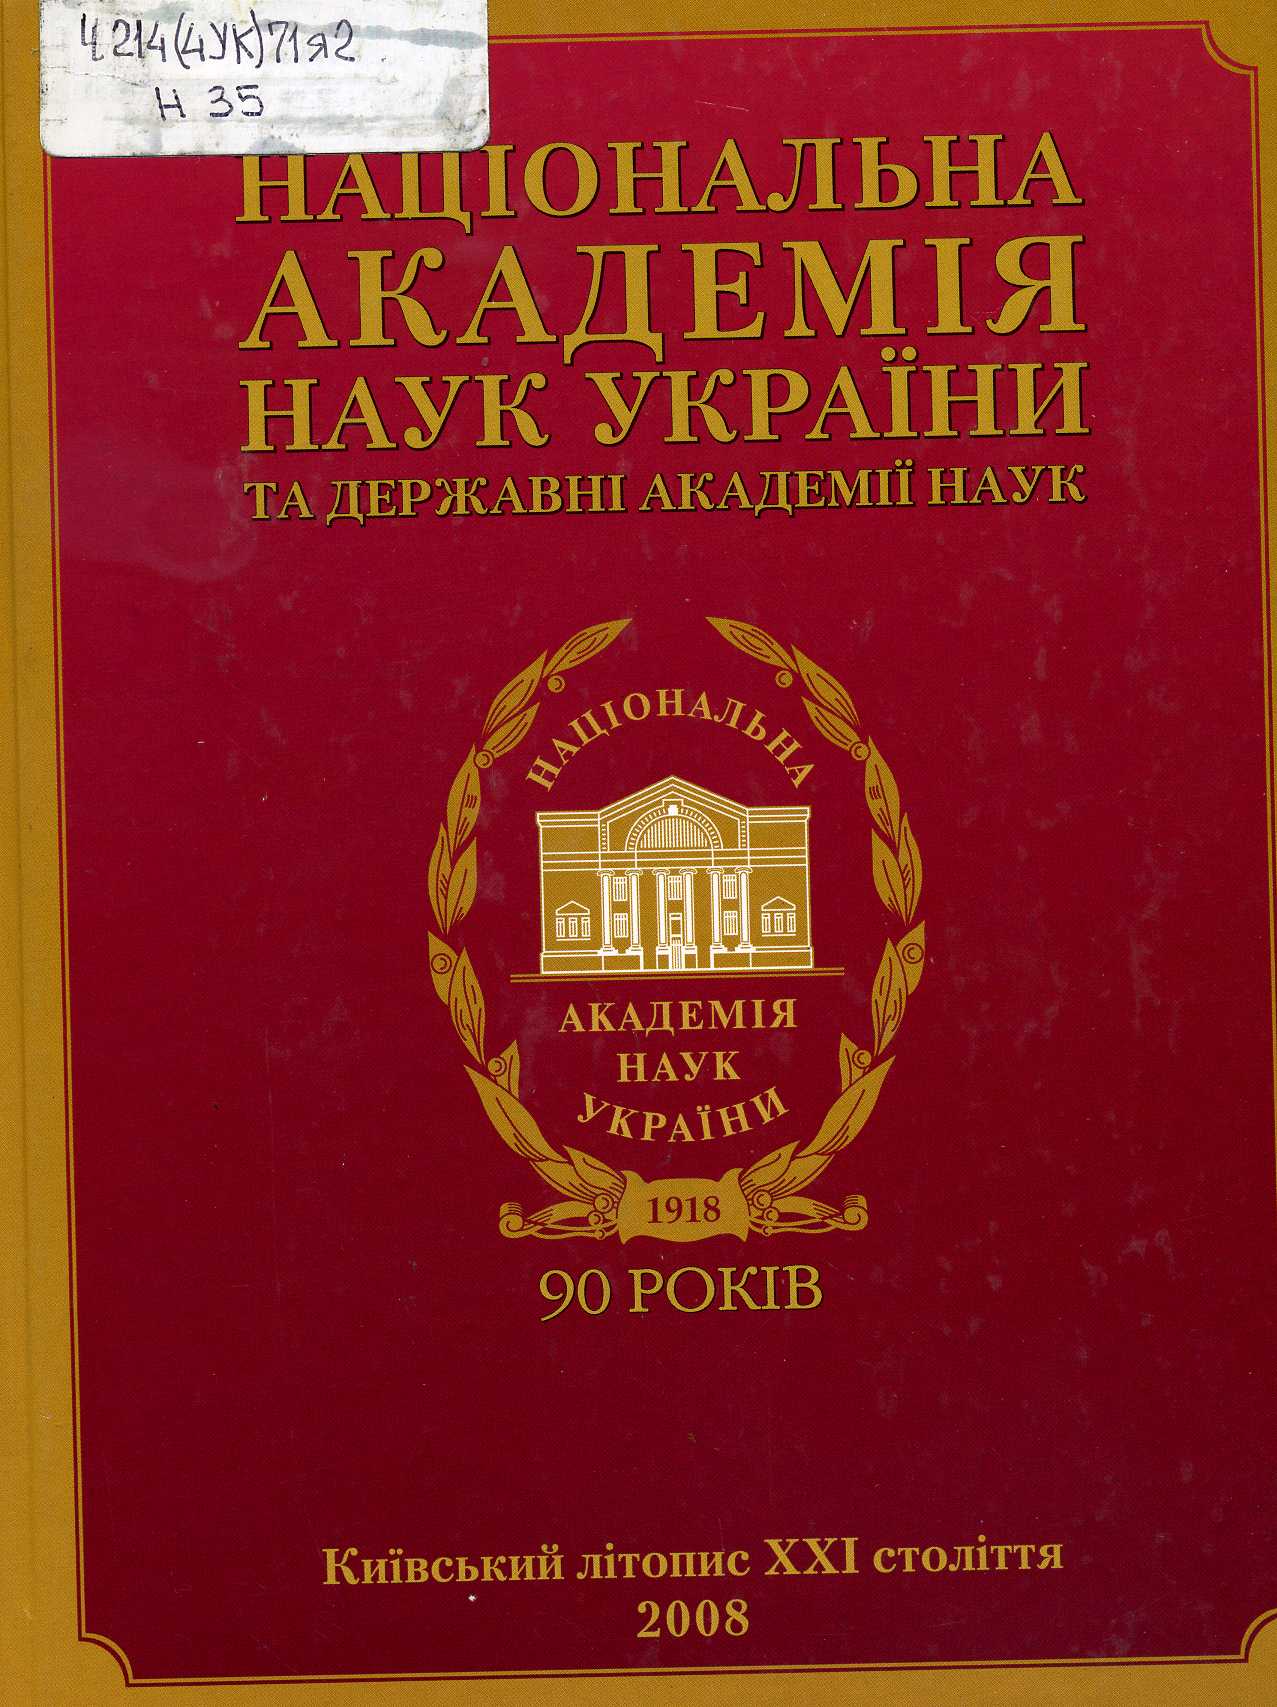 Ч 214(4УК)71я2
Н 35
НАЦІОНАЛЬНА
АКАДЕМІЯ
НАУК УКРАЇНИ
ТА ДЕРЖАВНІ АКАДЕМІЇ НАУК
НАЦІОНАЛЬНА
АКАДЕМІЯ
НАУК
УКРАЇНИ
1918
90 РОКІВ
Київський літопис XXI століття
2008